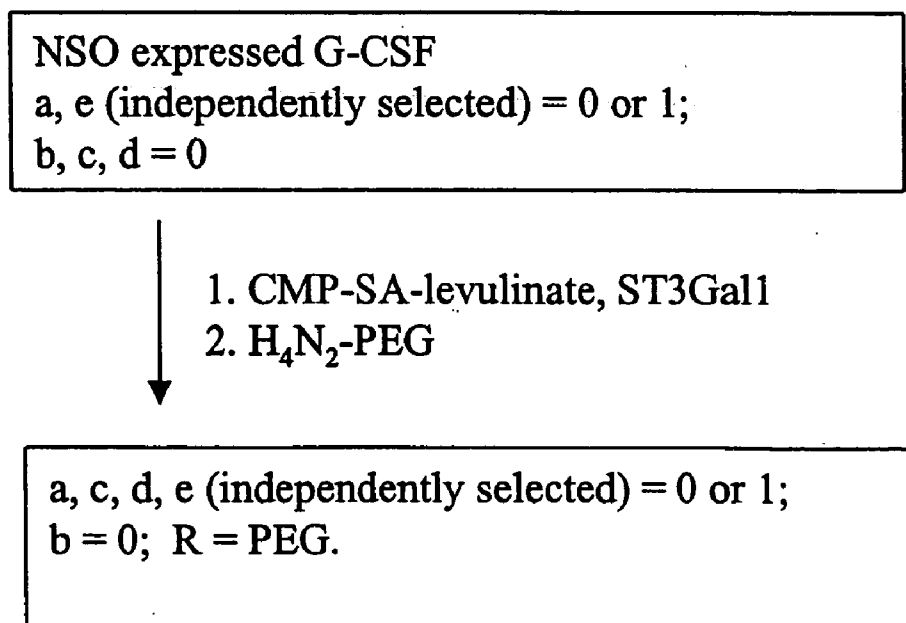 NSO expressed G-CSF
a, e (independently selected) = 0 or 1;
b, c, d = 0
1. CMP-SA-levulinate, ST3Gal1
2. H₄N₂-PEG
a, c, d, e (independently selected) = 0 or 1;
b = 0; R = PEG.